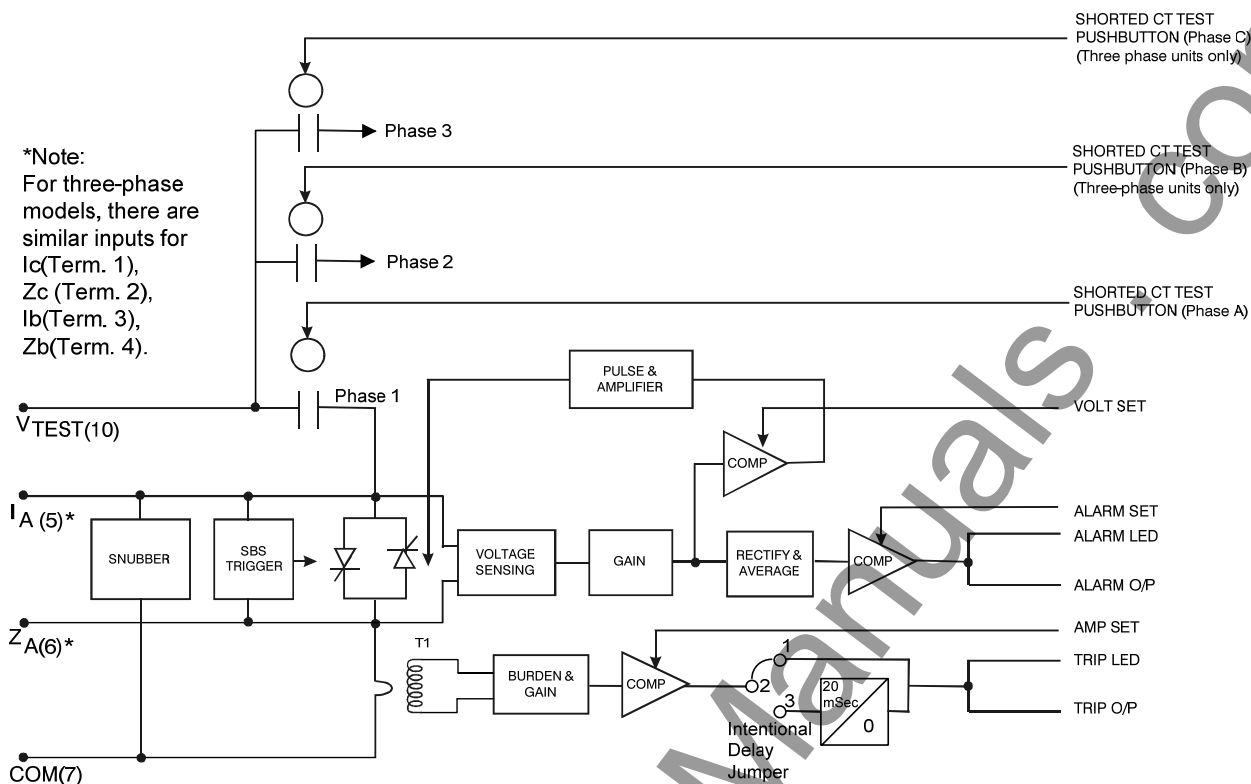 SHORTED CT TEST
PUSHBUTTON (Phase C)
(Three phase units only)
Phase 3
*Note:
For three-phase
models, there are
similar inputs for
Ic(Term. 1),
Zc (Term. 2),
Ib(Term. 3),
Zb(Term. 4).
SHORTED CT TEST
PUSHBUTTON (Phase B)
(Three-phase units only)
Phase 2
SHORTED CT TEST
PUSHBUTTON (Phase A)
Phase 1
PULSE &
AMPLIFIER
VTEST(10)
VOLT SET
COMP
IA (5)*
SNUBBER
SBS
TRIGGER
VOLTAGE
SENSING
GAIN
RECTIFY &
AVERAGE
COMP
ALARM SET
ALARM LED
ALARM O/P
ZA(6)*
T1
BURDEN &
GAIN
COMP
AMP SET
1
2
3
20
mSec
0
TRIP LED
TRIP O/P
Intentional
Delay
Jumper
COM(7)
Manuals . com